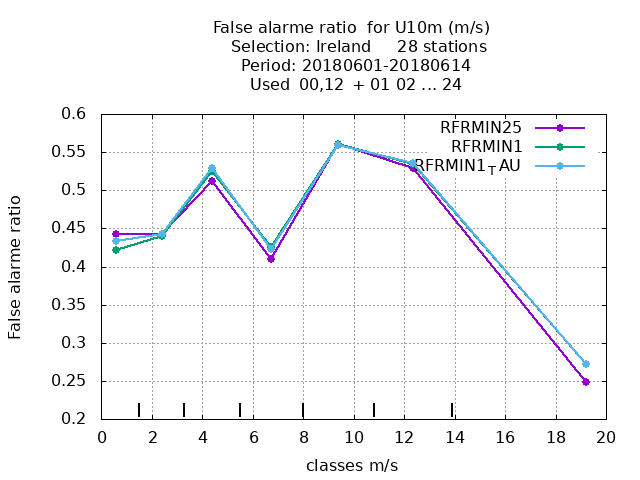 False alarme ratio  for U10m (m/s)
Selection: Ireland     28 stations
Period: 20180601-20180614
Used  00,12  + 01 02 ... 24
RFRMIN25
RFRMIN1
RFRMIN1┬AU
False alarme ratio
0.6
0.55
0.5
0.45
0.4
0.35
0.3
0.25
0.2
0 2 4 6 8 10 12 14 16 18 20
classes m/s